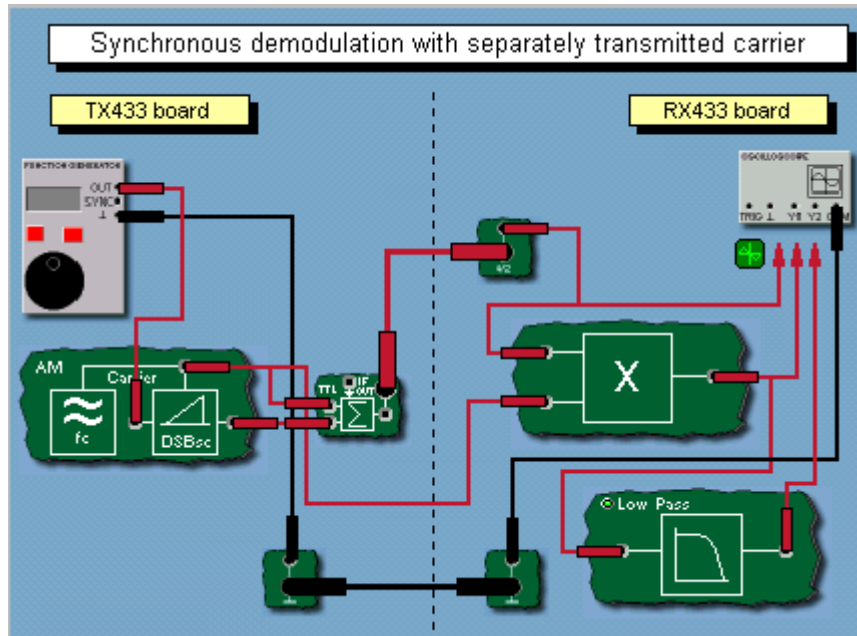 Synchronous demodulation with separately transmitted carrier
TX433 board
RX433 board
FUNCTION GENERATOR
OUT
SYNC
⊥
OSCILLOSCOPE
TRIG ⊥ Y1 Y2
4/2
AM
Carrier
fc
DSBsc
TTL
IF
OUT
Σ
X
Low Pass